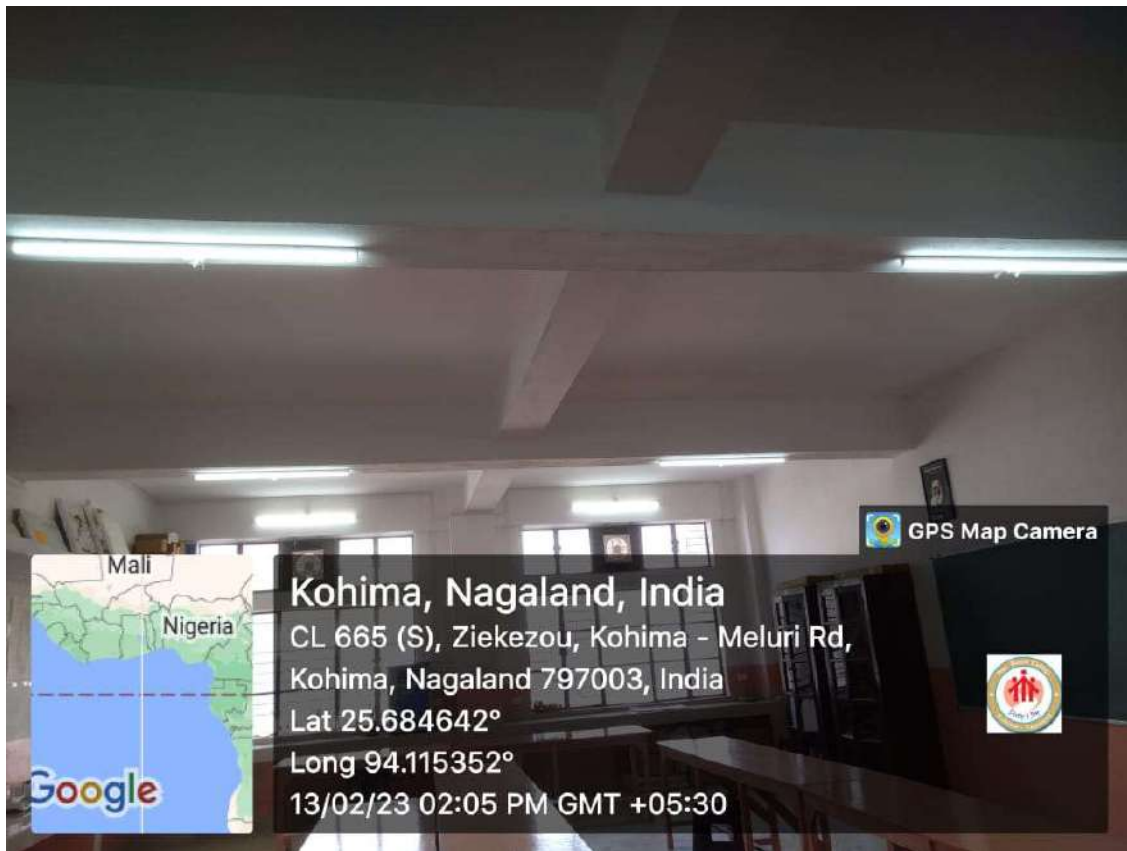 GPS Map Camera
Mali
Nigeria
Google
Kohima, Nagaland, India
CL 665 (S), Ziekezou, Kohima - Meluri Rd,
Kohima, Nagaland 797003, India
Lat 25.684642°
Long 94.115352°
13/02/23 02:05 PM GMT +05:30